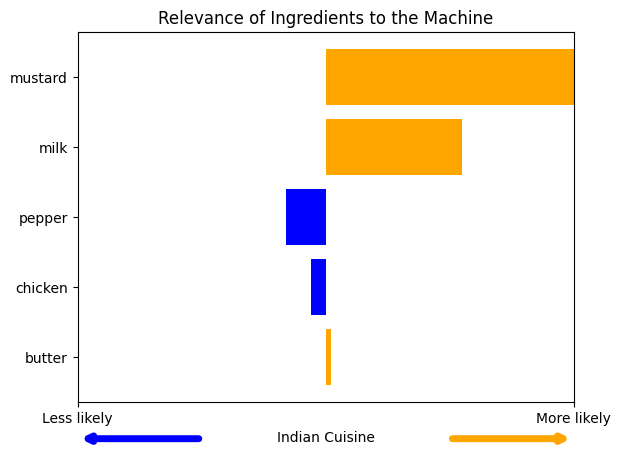 Relevance of Ingredients to the Machine
mustard
milk
pepper
chicken
butter
Less likely
More likely
Indian Cuisine